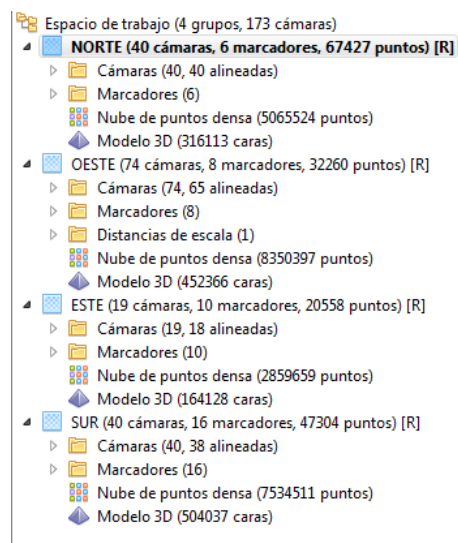 Espacio de trabajo (4 grupos, 173 cámaras)
NORTE (40 cámaras, 6 marcadores, 67427 puntos) [R]
Cámaras (40, 40 alineadas)
Marcadores (6)
Nube de puntos densa (5065524 puntos)
Modelo 3D (316113 caras)
OESTE (74 cámaras, 8 marcadores, 32260 puntos) [R]
Cámaras (74, 65 alineadas)
Marcadores (8)
Distancias de escala (1)
Nube de puntos densa (8350397 puntos)
Modelo 3D (452366 caras)
ESTE (19 cámaras, 10 marcadores, 20558 puntos) [R]
Cámaras (19, 18 alineadas)
Marcadores (10)
Nube de puntos densa (2859659 puntos)
Modelo 3D (164128 caras)
SUR (40 cámaras, 16 marcadores, 47304 puntos) [R]
Cámaras (40, 38 alineadas)
Marcadores (16)
Nube de puntos densa (7534511 puntos)
Modelo 3D (504037 caras)